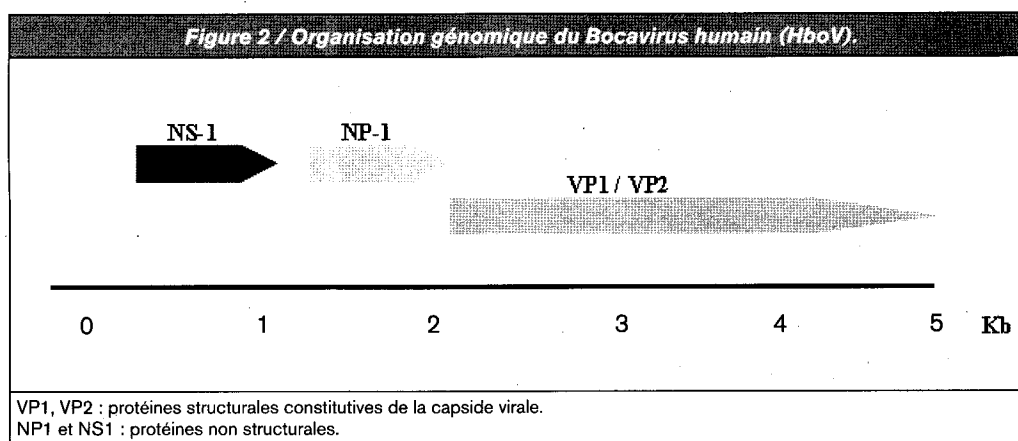 Figure 2 / Organisation génomique du Bocavirus humain (HboV).
NS-1
NP-1
VP1 / VP2
0 1 2 3 4 5 Kb
VP1, VP2 : protéines structurales constitutives de la capside virale.
NP1 et NS1 : protéines non structurales.